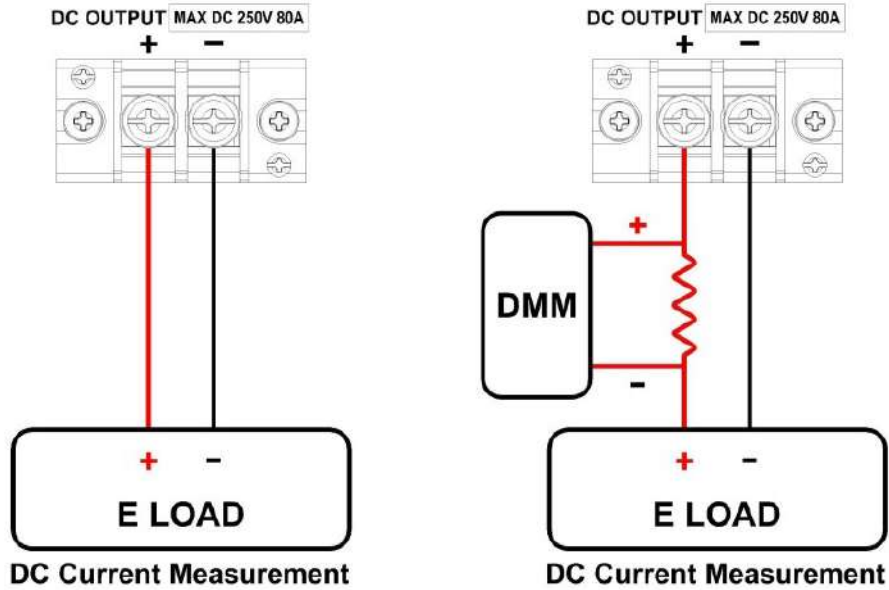 DC OUTPUT MAX DC 250V 80A
+ −
+ −
E LOAD
DC Current Measurement
DC OUTPUT MAX DC 250V 80A
+ −
+
DMM
-
+ −
E LOAD
DC Current Measurement